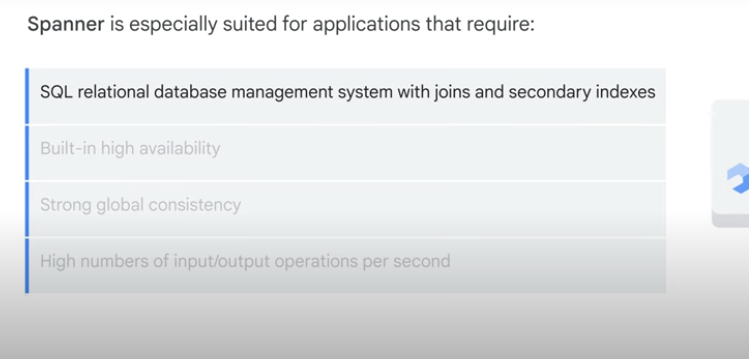 Spanner is especially suited for applications that require:
SQL relational database management system with joins and secondary indexes
Built-in high availability
Strong global consistency
High numbers of input/output operations per second